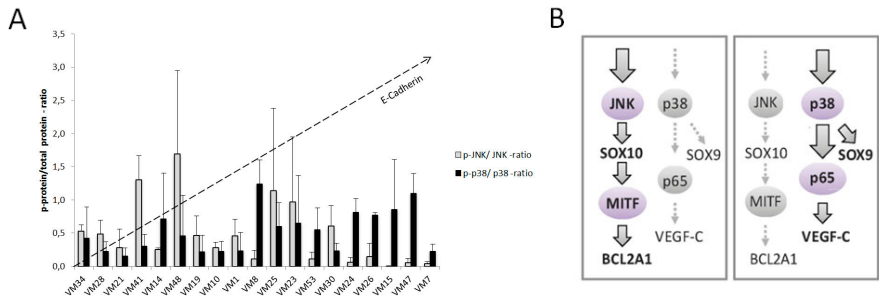 A
B
3,5
3,0
2,5
2,0
1,5
1,0
0,5
0,0
p-protein/total protein - ratio
E-Cadherin
p-JNK/ JNK -ratio
p-p38/ p38 -ratio
VM34
VM28
VM21
VM41
VM14
VM48
VM19
VM10
VM1
VM8
VM25
VM23
VM53
VM30
VM24
VM26
VM15
VM47
VM7
JNK p38
SOX10 SOX9
p65
MITF
VEGF-C
BCL2A1
JNK p38
SOX10 SOX9
p65
MITF
VEGF-C
BCL2A1